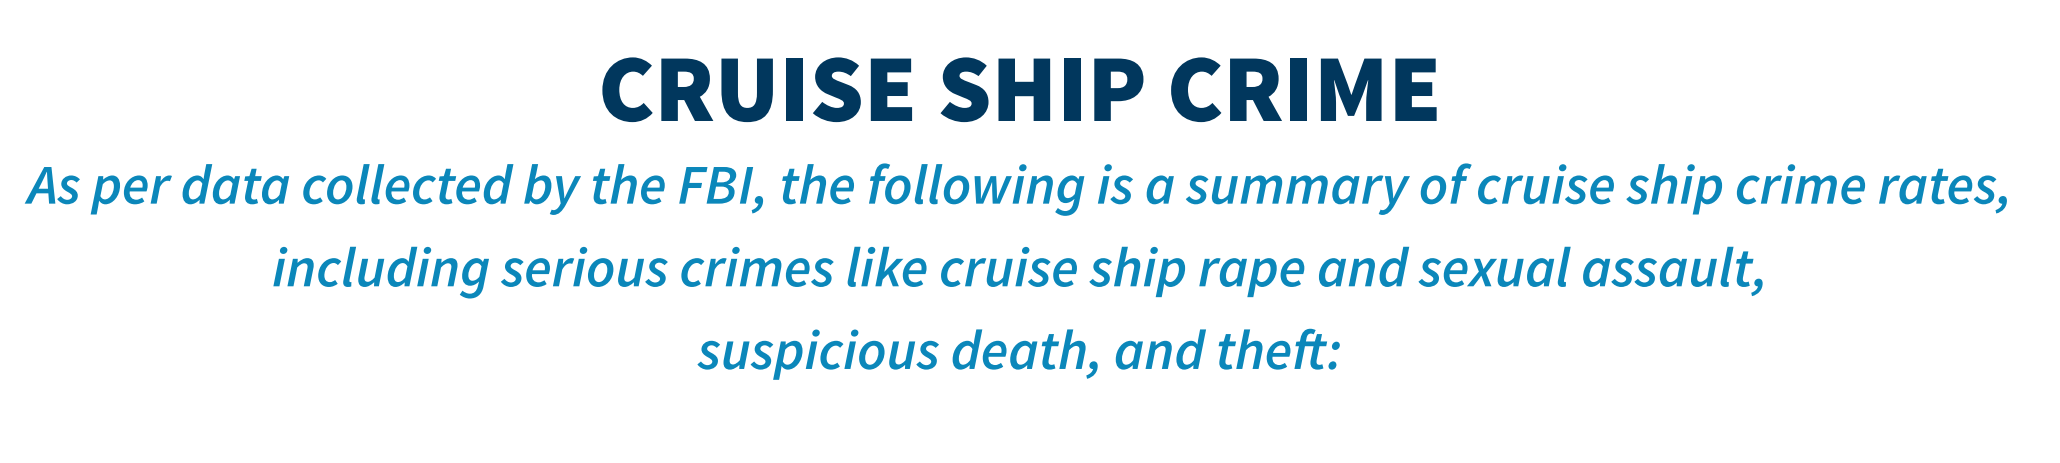 CRUISE SHIP CRIME
As per data collected by the FBI, the following is a summary of cruise ship crime rates,
including serious crimes like cruise ship rape and sexual assault,
suspicious death, and theft: